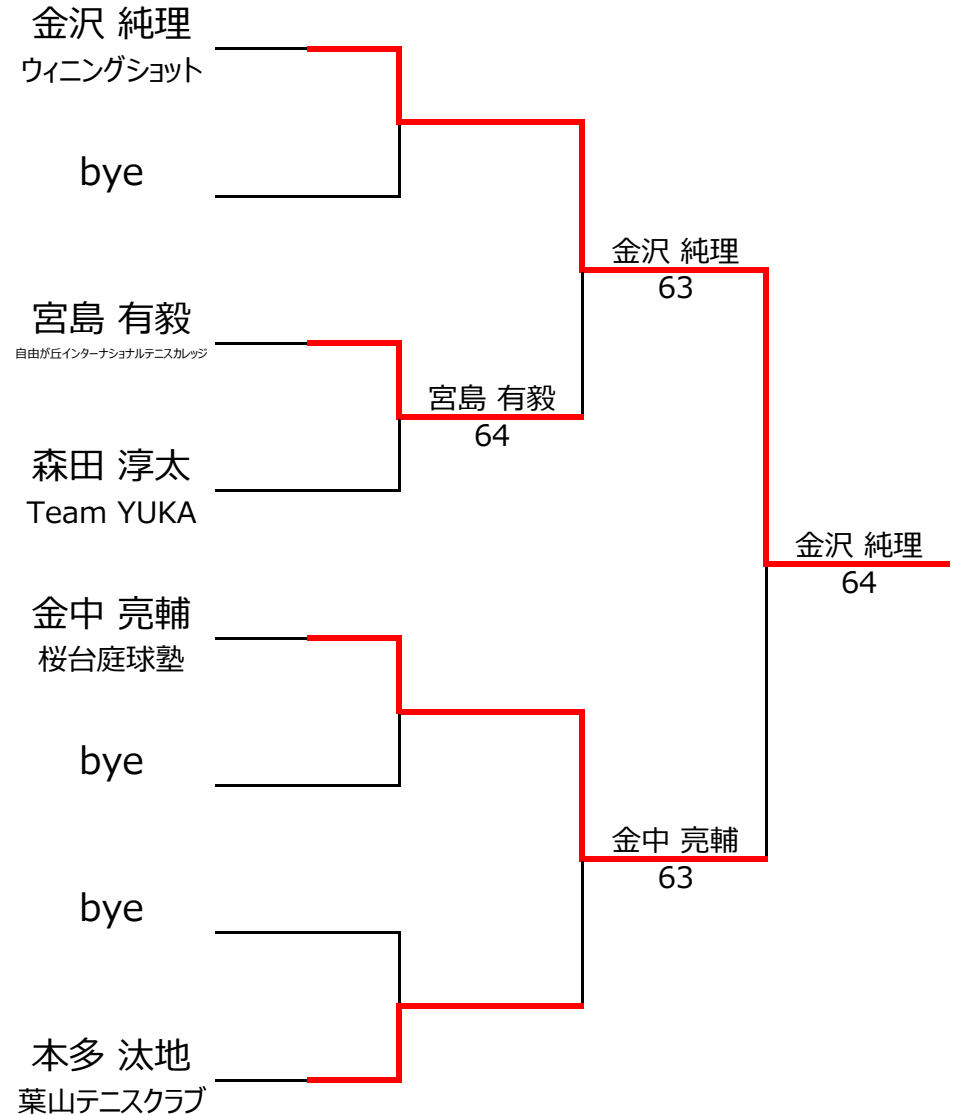 金沢 純理
ウィニングショット
bye
宮島 有毅
自由が丘インターナショナルテニスカレッジ
森田 淳太
Team YUKA
金中 亮輔
桜台庭球塾
bye
bye
本多 汰地
葉山テニスクラブ
宮島 有毅
64
金沢 純理
63
金中 亮輔
63
金沢 純理
64